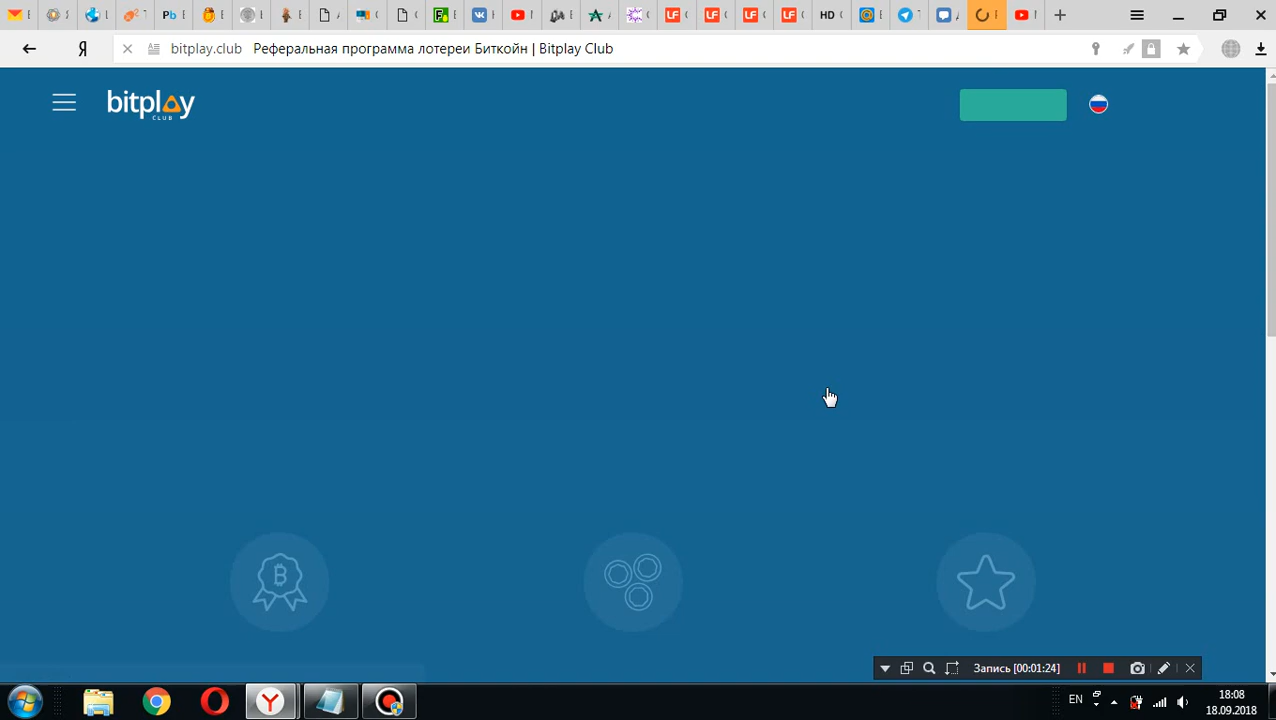 bitplay.club Реферальная программа лотереи Биткойн | Bitplay Club
bitplay
CLUB
Запись [00:01:24]
EN
18:08
18.09.2018